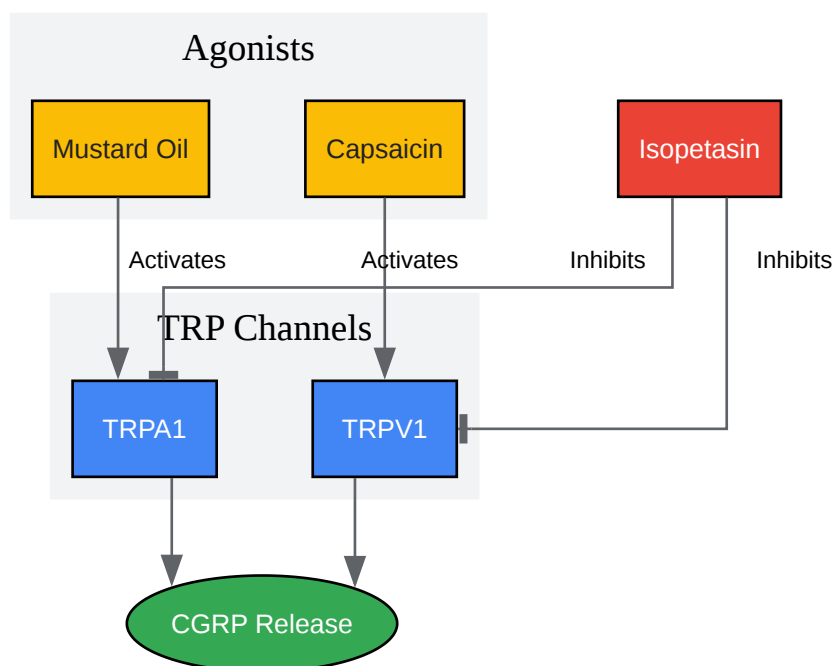 Agonists
Mustard Oil
Capsaicin
Isopetasin
Activates
Activates
Inhibits
Inhibits
TRP Channels
TRPA1
TRPV1
CGRP Release